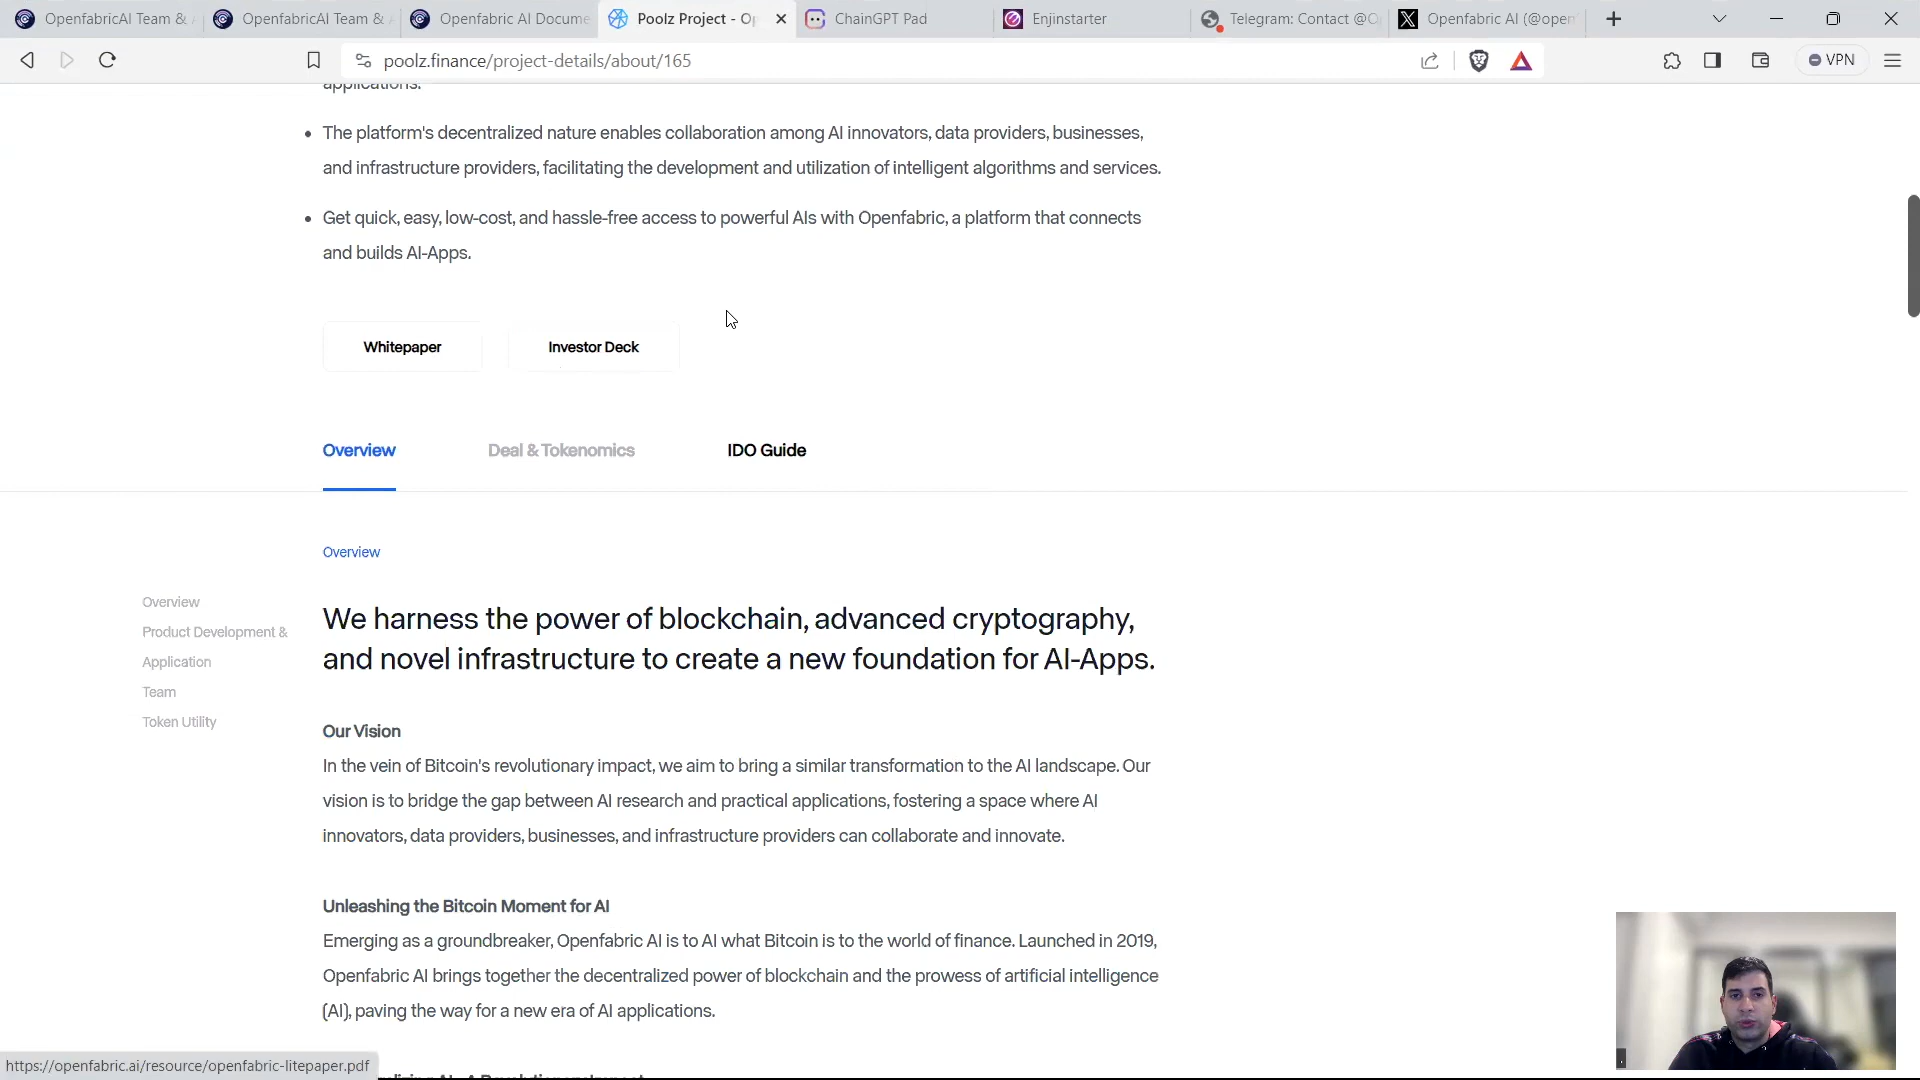 OpenfabricAI Team &
OpenfabricAI Team &
Openfabric AI Docume
Poolz Project - Op
ChainGPT Pad
Enjinstarter
Telegram: Contact @O
Openfabric AI (@open
poolz.finance/project-details/about/165
VPN
applications.
• The platform's decentralized nature enables collaboration among AI innovators, data providers, businesses,
and infrastructure providers, facilitating the development and utilization of intelligent algorithms and services.
• Get quick, easy, low-cost, and hassle-free access to powerful AIs with Openfabric, a platform that connects
and builds AI-Apps.
Whitepaper
Investor Deck
Overview
Deal & Tokenomics
IDO Guide
Overview
Overview
Product Development &
Application
Team
Token Utility
We harness the power of blockchain, advanced cryptography,
and novel infrastructure to create a new foundation for AI-Apps.
Our Vision
In the vein of Bitcoin's revolutionary impact, we aim to bring a similar transformation to the AI landscape. Our
vision is to bridge the gap between AI research and practical applications, fostering a space where AI
innovators, data providers, businesses, and infrastructure providers can collaborate and innovate.
Unleashing the Bitcoin Moment for AI
Emerging as a groundbreaker, Openfabric AI is to AI what Bitcoin is to the world of finance. Launched in 2019,
Openfabric AI brings together the decentralized power of blockchain and the prowess of artificial intelligence
(AI), paving the way for a new era of AI applications.
https://openfabric.ai/resource/openfabric-litepaper.pdf